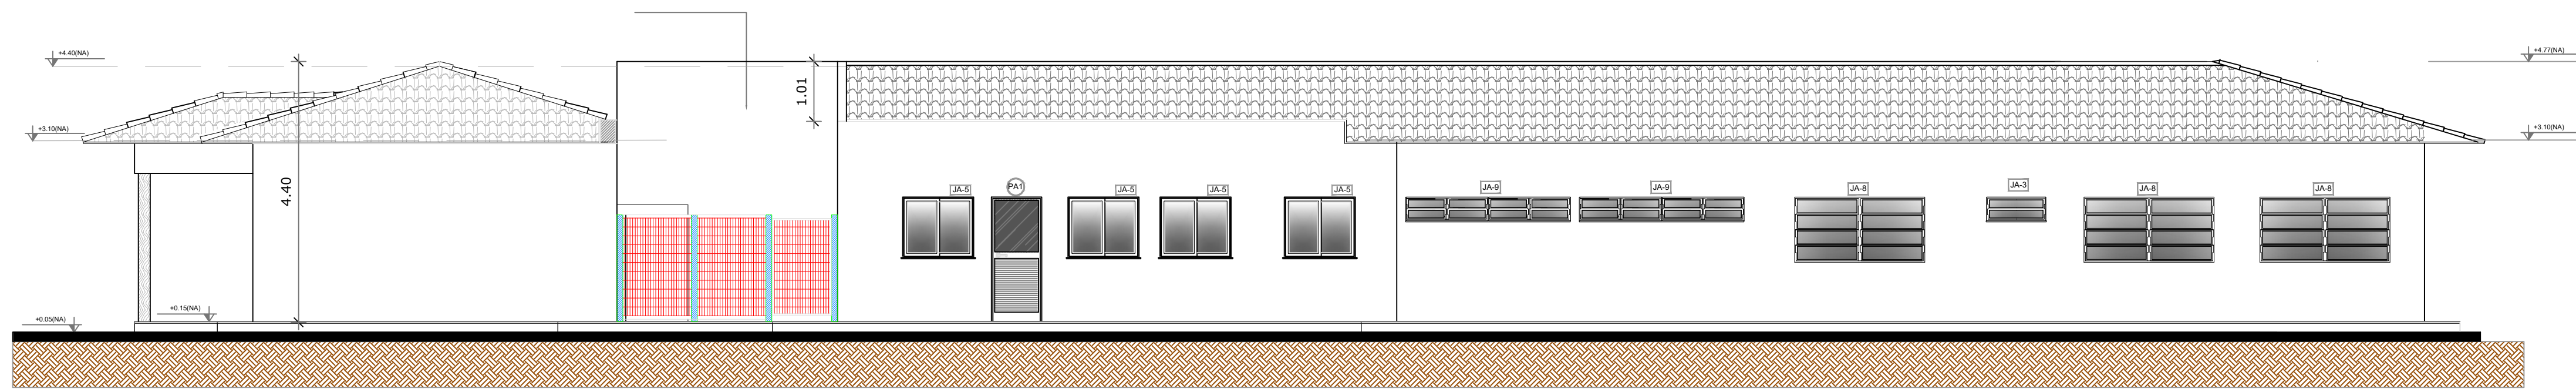 +4.40(NA)
+4.77(NA)
1.01
+3.10(NA)
+3.10(NA)
4.40
JA-5
PA1
JA-5
JA-5
JA-5
JA-9
JA-9
JA-8
JA-3
JA-8
JA-8
+0.15(NA)
+0.05(NA)